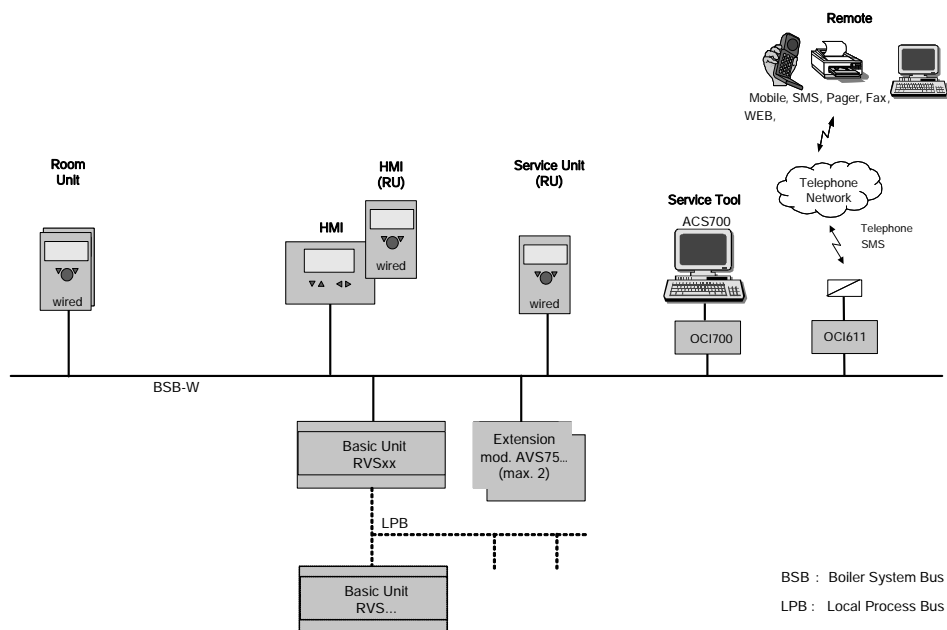 Remote
Mobile, SMS, Pager, Fax,
WEB,
Room
Unit
HMI
(RU)
Service Unit
(RU)
Telephone
Network
Service Tool
ACS700
HMI
Telephone
SMS
wired
wired
wired
OCI700
OCI611
BSB-W
Basic Unit
RVSxx
Extension
mod. AVS75...
(max. 2)
LPB
Basic Unit
RVS...
BSB : Boiler System Bus
LPB : Local Process Bus